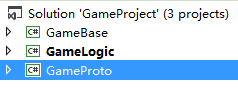 Solution 'GameProject' (3 projects)
C# GameBase
C# GameLogic
C# GameProto